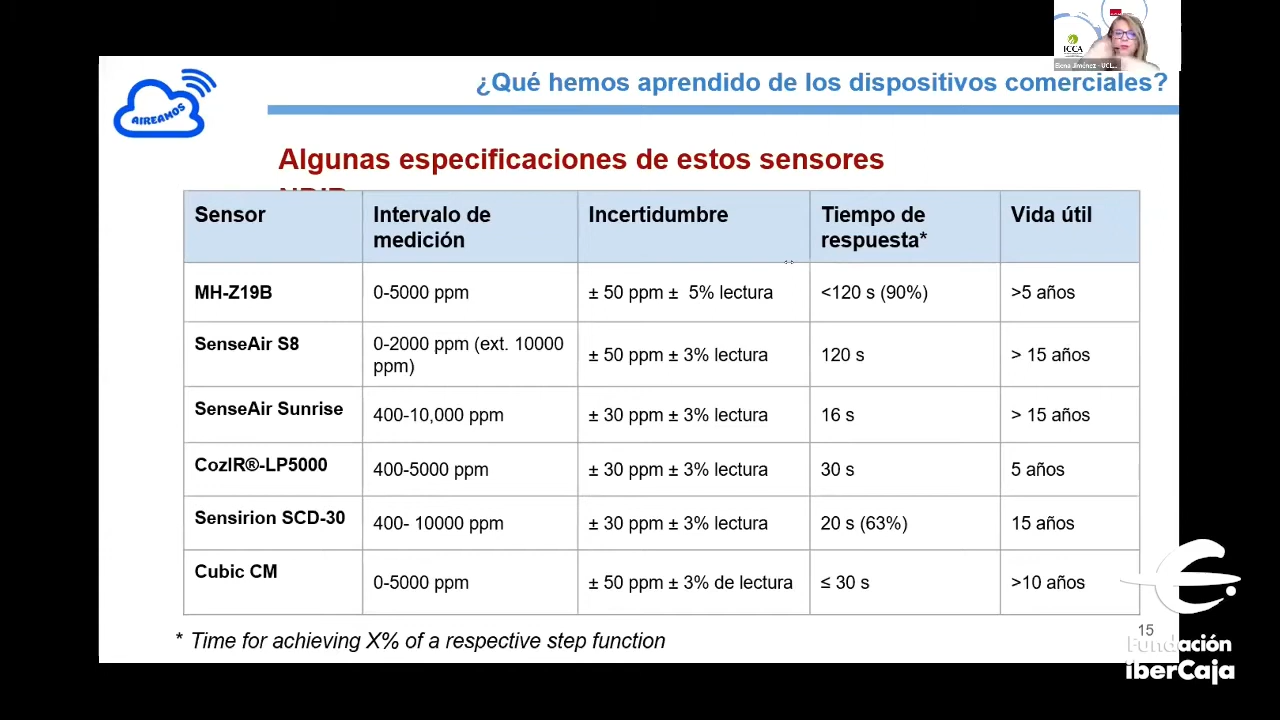 ICCA
Elena Jiménez - UCL...
¿Qué hemos aprendido de los dispositivos comerciales?
AIREAMOS
Algunas especificaciones de estos sensores
NDIR
Sensor
Intervalo de
medición
Incertidumbre
Tiempo de
respuesta*
Vida útil
MH-Z19B
0-5000 ppm
± 50 ppm ± 5% lectura
<120 s (90%)
>5 años
SenseAir S8
0-2000 ppm (ext. 10000
ppm)
± 50 ppm ± 3% lectura
120 s
> 15 años
SenseAir Sunrise
400-10,000 ppm
± 30 ppm ± 3% lectura
16 s
> 15 años
CozIR®-LP5000
400-5000 ppm
± 30 ppm ± 3% lectura
30 s
5 años
Sensirion SCD-30
400- 10000 ppm
± 30 ppm ± 3% lectura
20 s (63%)
15 años
Cubic CM
0-5000 ppm
± 50 ppm ± 3% de lectura
≤ 30 s
>10 años
* Time for achieving X% of a respective step function
15
Fundación
iberCaja